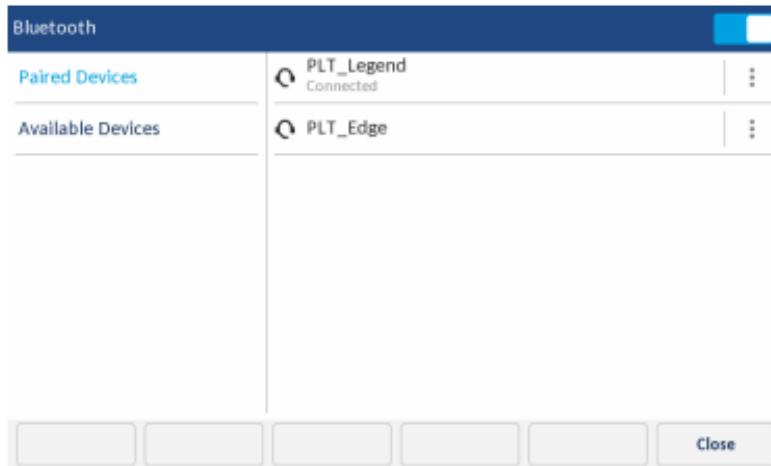 Bluetooth
Paired Devices
Available Devices
PLT_Legend
Connected
PLT_Edge
Close